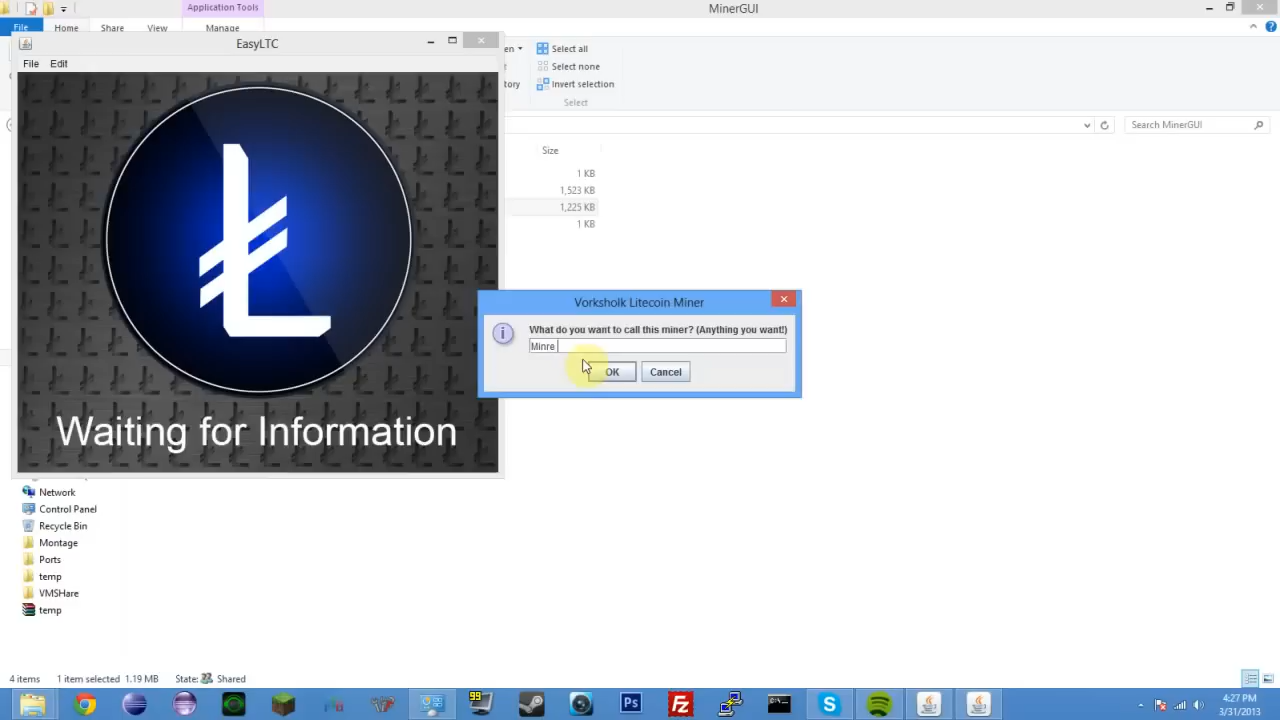 Application Tools
MinerGUI
File Home Share View Manage
EasyLTC
File Edit
Select all
Select none
Invert selection
Select
Search MinerGUI
Size
1 KB
1,523 KB
1,225 KB
1 KB
Vorksholk Litecoin Miner
What do you want to call this miner? (Anything you want!)
Minre
OK Cancel
Waiting for Information
Network
Control Panel
Recycle Bin
Montage
Ports
temp
VMSHare
temp
4 items 1 item selected 1.19 MB State: Shared
99
Ps
Fz
4:27 PM
3/31/2013